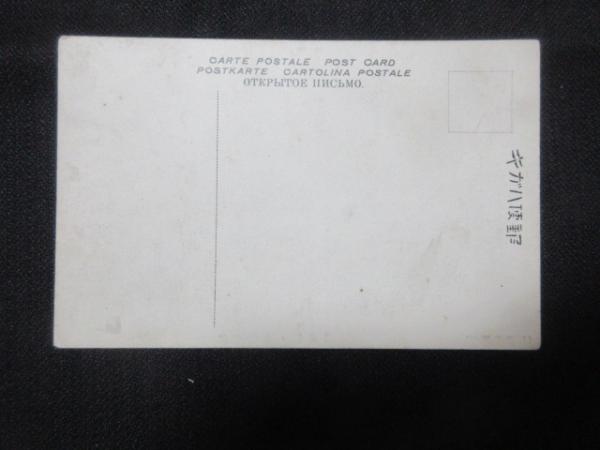 CARTE POSTALE POST CARD
POSTKARTE CARTOLINA POSTALE
ОТКРЫТОЕ ПИСЬМО.
キガハ便郵